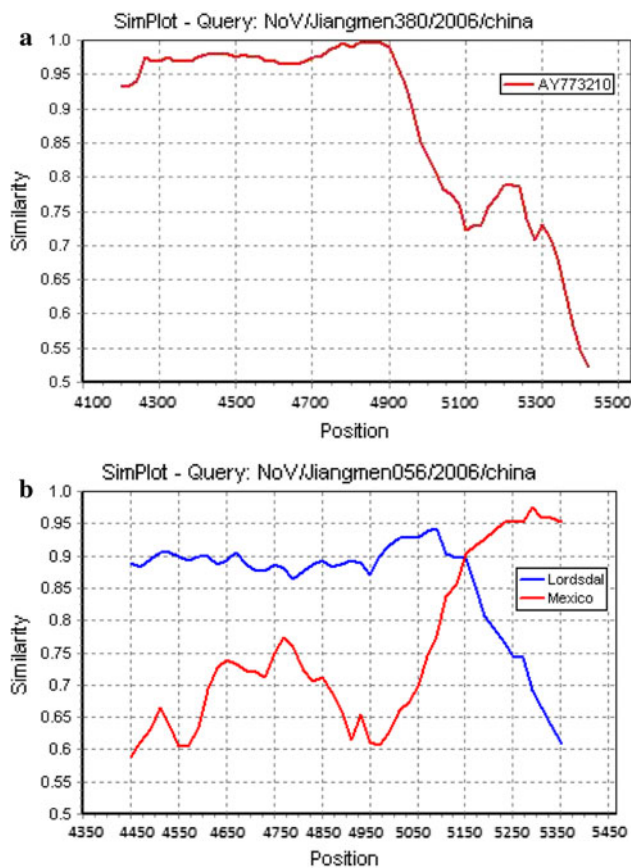 a
SimPlot - Query: NoV/Jiangmen380/2006/china
1.0
0.95
0.9
0.85
0.8
0.75
0.7
0.65
0.6
0.55
0.5
Similarity
AY773210
4100 4300 4500 4700 4900 5100 5300 5500
Position
b
SimPlot - Query: NoV/Jiangmen056/2006/china
1.0
0.95
0.9
0.85
0.8
0.75
0.7
0.65
0.6
0.55
0.5
Similarity
Lordsdal
Mexico
4350 4450 4550 4650 4750 4850 4950 5050 5150 5250 5350 5450
Position